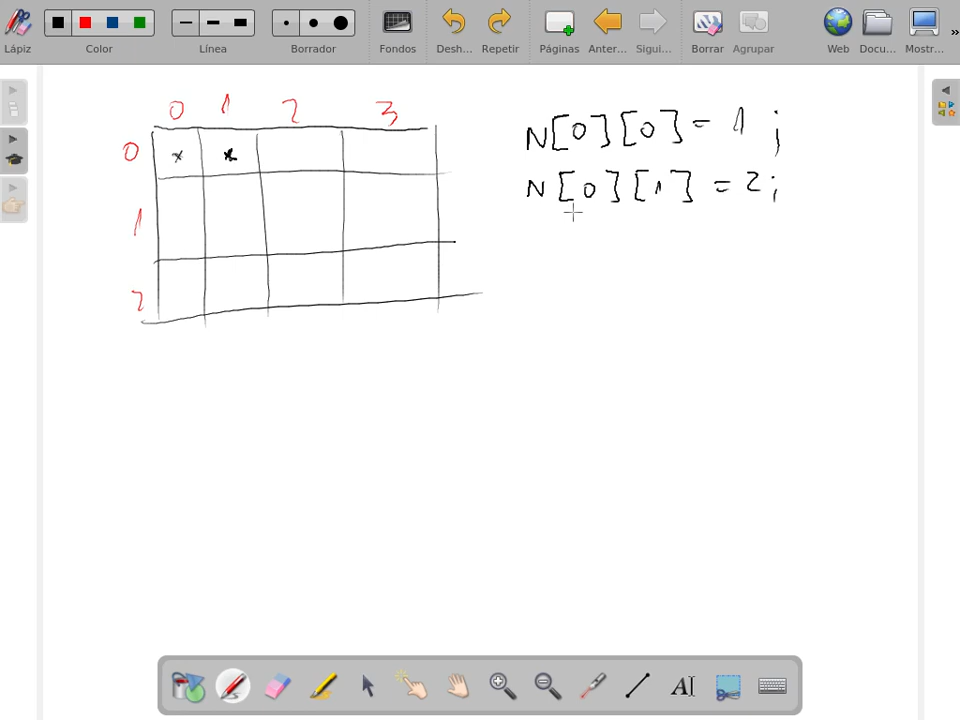 Lápiz Color Línea Borrador Fondos Desh... Repetir Páginas Anter... Sigui... Borrar Agrupar Web Docu... Mostr... »
0 1 2 3
0
1
2
N[0][0] = 1 ;
N[0][1] = 2 ;